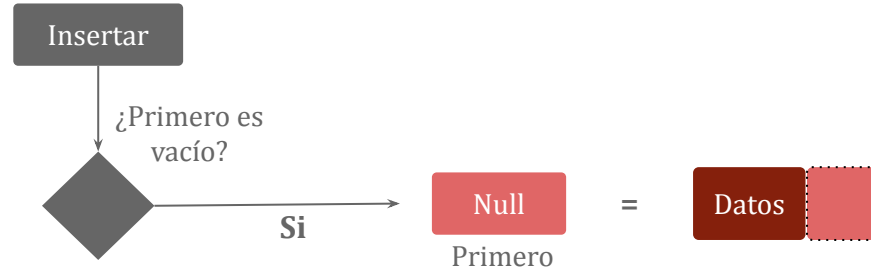 Insertar
¿Primero es
vacío?
Si
Null
=
Datos
Primero